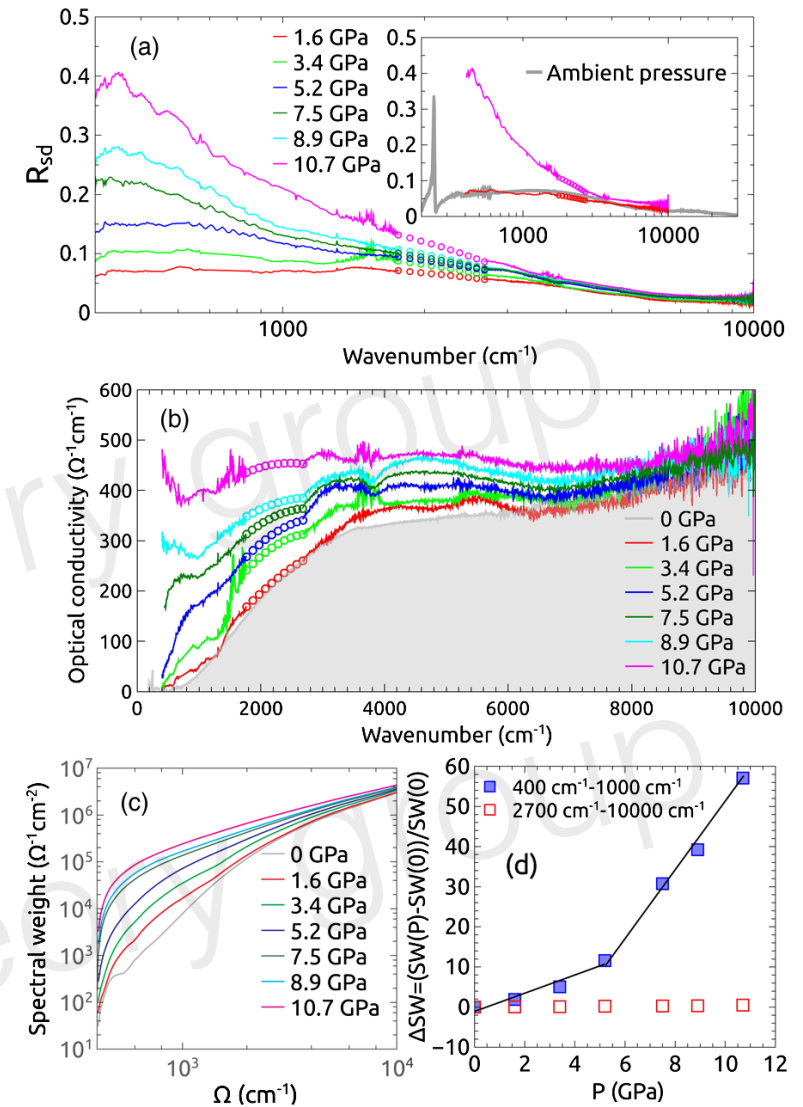 (a)
1.6 GPa
3.4 GPa
5.2 GPa
7.5 GPa
8.9 GPa
10.7 GPa
0.5
0.4
0.3
0.2
0.1
0
R_sd
1000
10000
Wavenumber (cm⁻¹)
Ambient pressure
0.5
0.4
0.3
0.2
0.1
0
1000
10000
(b)
600
500
400
300
200
100
0
Optical conductivity (Ω⁻¹cm⁻¹)
0 GPa
1.6 GPa
3.4 GPa
5.2 GPa
7.5 GPa
8.9 GPa
10.7 GPa
0
2000
4000
6000
8000
10000
Wavenumber (cm⁻¹)
(c)
10⁷
10⁶
10⁵
10⁴
10³
10²
10¹
Spectral weight (Ω⁻¹cm⁻²)
0 GPa
1.6 GPa
3.4 GPa
5.2 GPa
7.5 GPa
8.9 GPa
10.7 GPa
10³
10⁴
Ω (cm⁻¹)
(d)
400 cm⁻¹-1000 cm⁻¹
2700 cm⁻¹-10000 cm⁻¹
60
50
40
30
20
10
0
−10
ΔSW=(SW(P)-SW(0))/SW(0)
0
2
4
6
8
10
12
P (GPa)
ry group
eory group